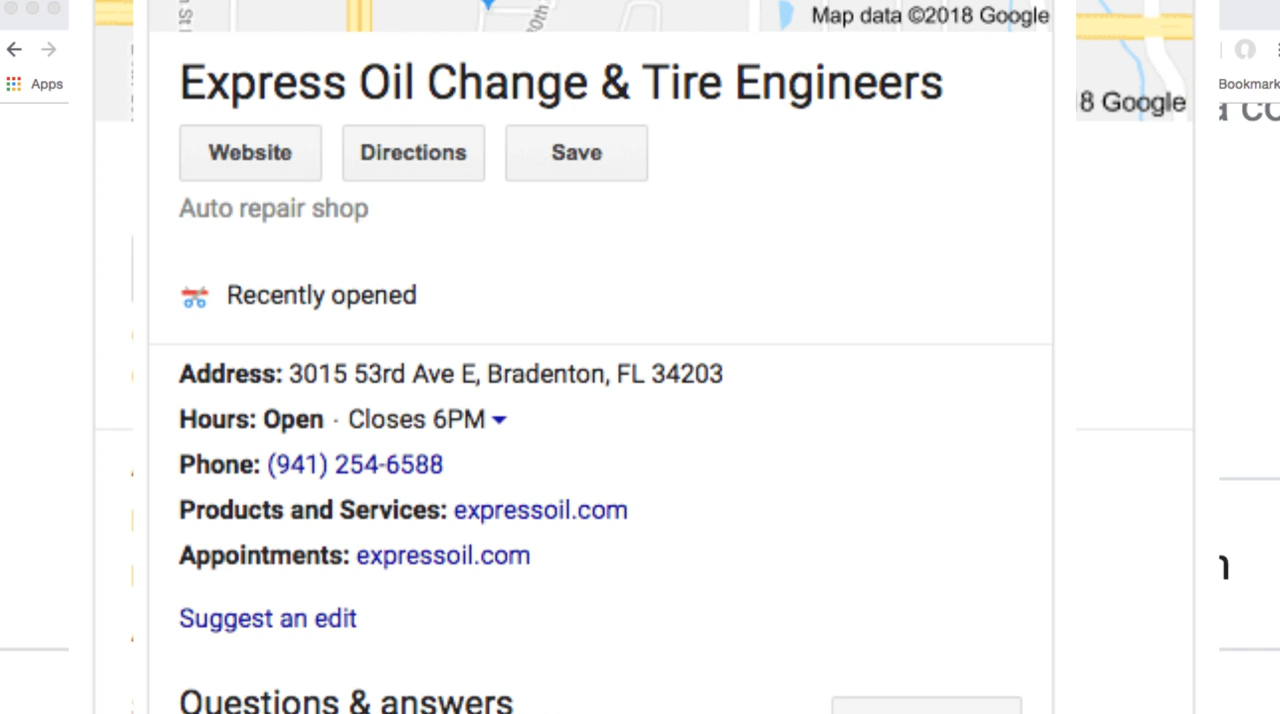 Map data ©2018 Google
Apps
8 Google
Bookmark
Express Oil Change & Tire Engineers
Website
Directions
Save
Auto repair shop
Recently opened
Address: 3015 53rd Ave E, Bradenton, FL 34203
Hours: Open · Closes 6PM
Phone: (941) 254-6588
Products and Services: expressoil.com
Appointments: expressoil.com
Suggest an edit
Questions & answers